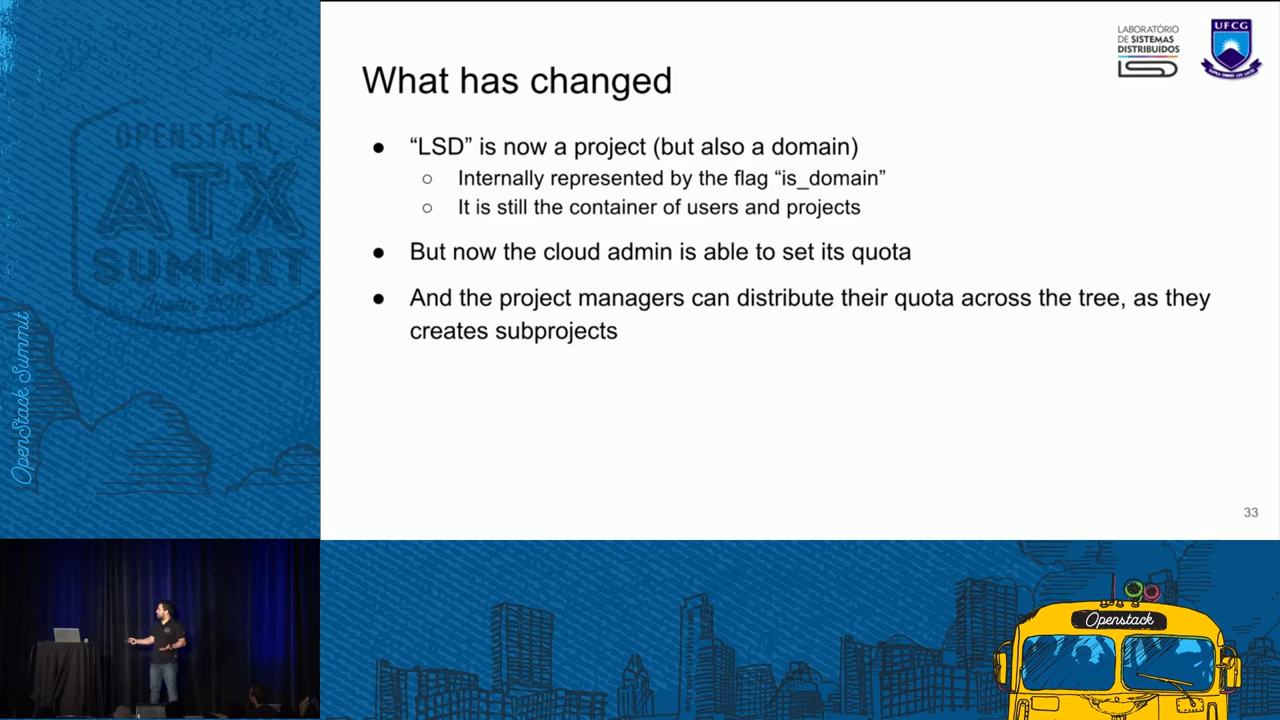 OPENSTACK
ATX
SUMMIT
Austin 2016
OpenStack Summit
LABORATÓRIO
DE SISTEMAS
DISTRIBUÍDOS
LSD
UFCG
What has changed
● “LSD” is now a project (but also a domain)
○ Internally represented by the flag “is_domain”
○ It is still the container of users and projects
● But now the cloud admin is able to set its quota
● And the project managers can distribute their quota across the tree, as they
creates subprojects
33
Openstack